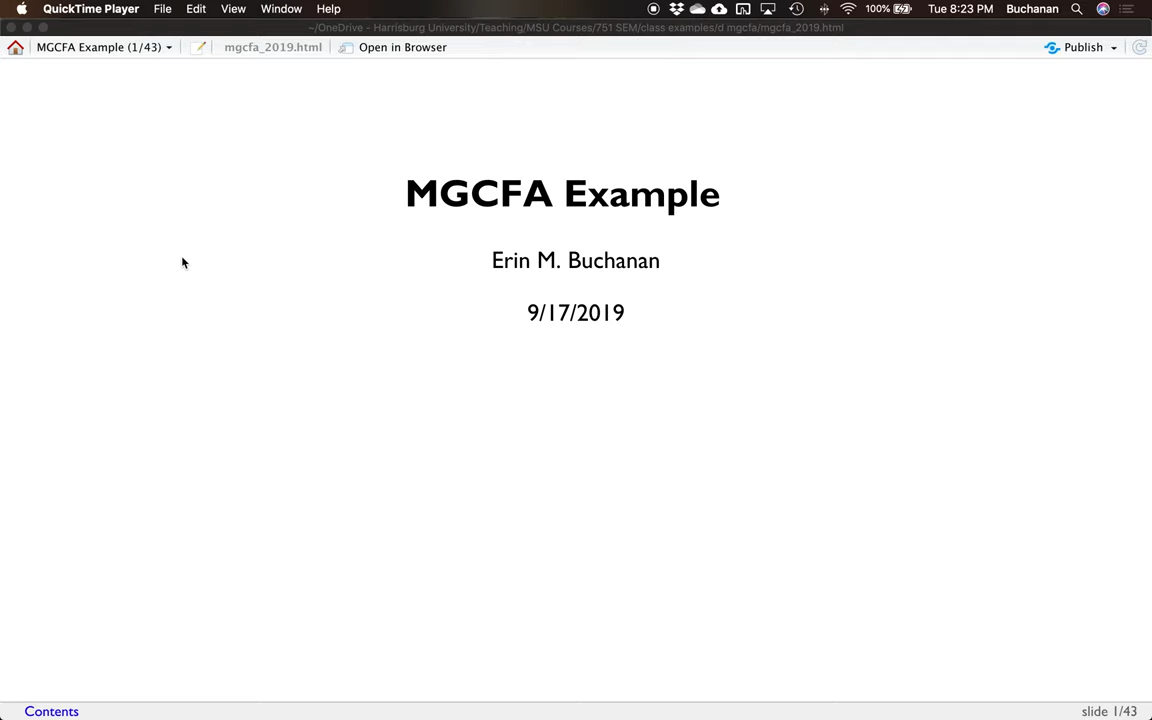 QuickTime Player File Edit View Window Help 100% Tue 8:23 PM Buchanan
~/OneDrive - Harrisburg University/Teaching/MSU Courses/751 SEM/class examples/d mgcfa/mgcfa_2019.html
MGCFA Example (1/43) mgcfa_2019.html Open in Browser Publish
MGCFA Example
Erin M. Buchanan
9/17/2019
Contents slide 1/43